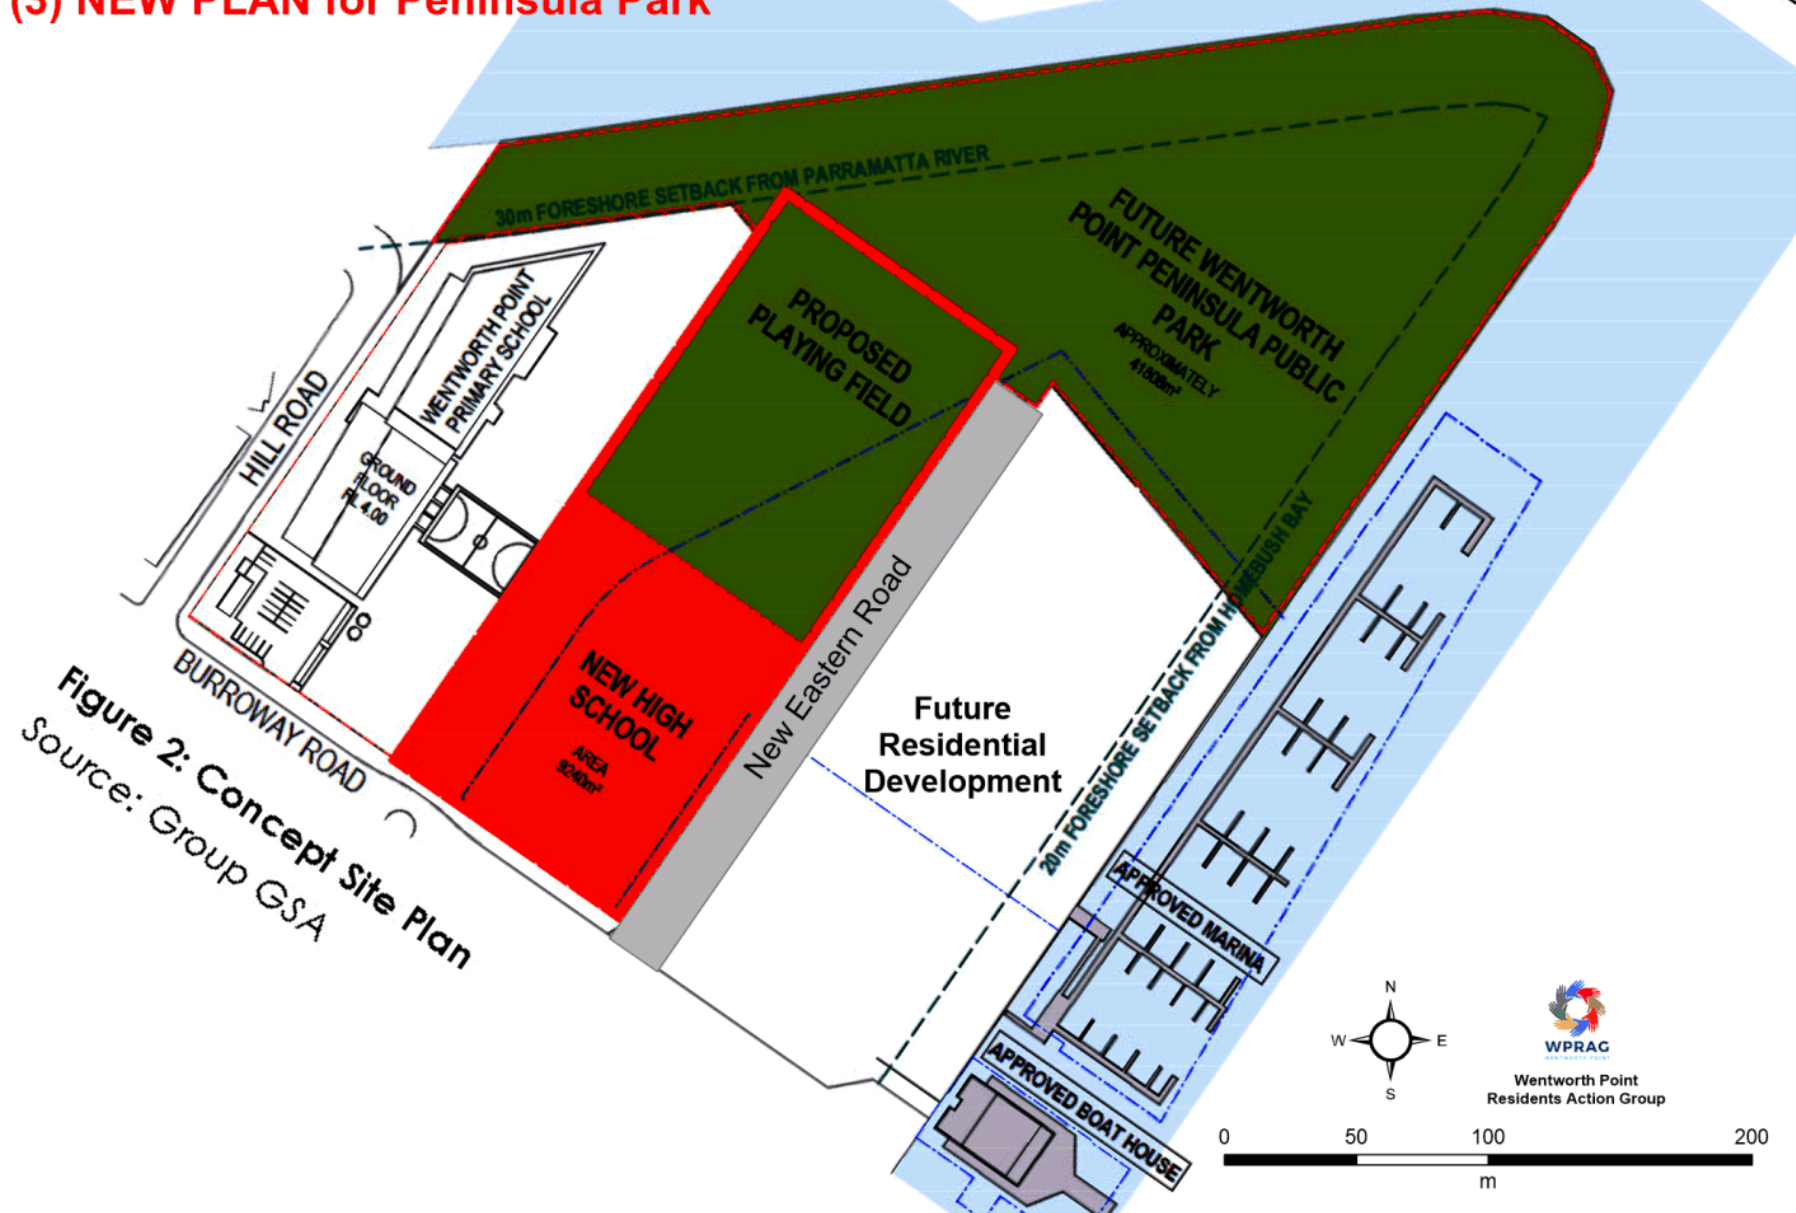 (3) NEW PLAN for Peninsula Park
30m FORESHORE SETBACK FROM PARRAMATTA RIVER
FUTURE WENTWORTH
POINT PENINSULA PUBLIC
PARK
APPROXIMATELY
41808m²
PROPOSED
PLAYING FIELD
WENTWORTH POINT
PRIMARY SCHOOL
GROUND
FLOOR
RL 4.00
HILL ROAD
BURROWAY ROAD
NEW HIGH
SCHOOL
AREA
9240m²
New Eastern Road
Future
Residential
Development
20m FORESHORE SETBACK FROM HOMEBUSH BAY
APPROVED MARINA
APPROVED BOAT HOUSE
Figure 2: Concept Site Plan
Source: Group GSA
N
W E
S
WPRAG
WENTWORTH POINT
Wentworth Point
Residents Action Group
0 50 100 200
m